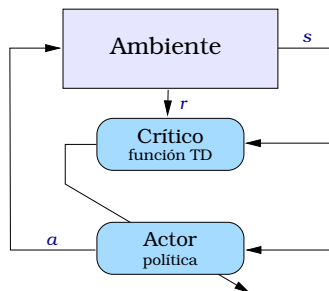 Ambiente
s
r
Crítico
función TD
Actor
a
política